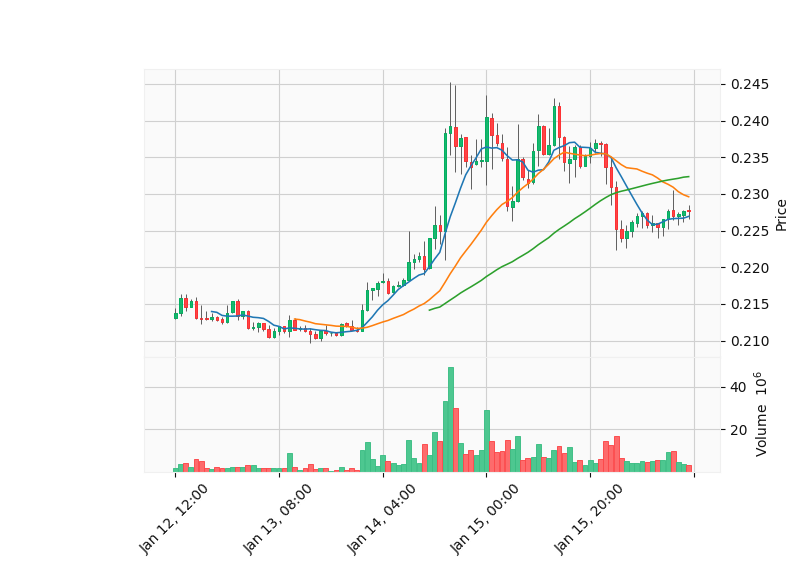 0.245
0.240
0.235
0.230
0.225
0.220
0.215
0.210
Price
40
20
Volume 10^6
Jan 12, 12:00
Jan 13, 08:00
Jan 14, 04:00
Jan 15, 00:00
Jan 15, 20:00